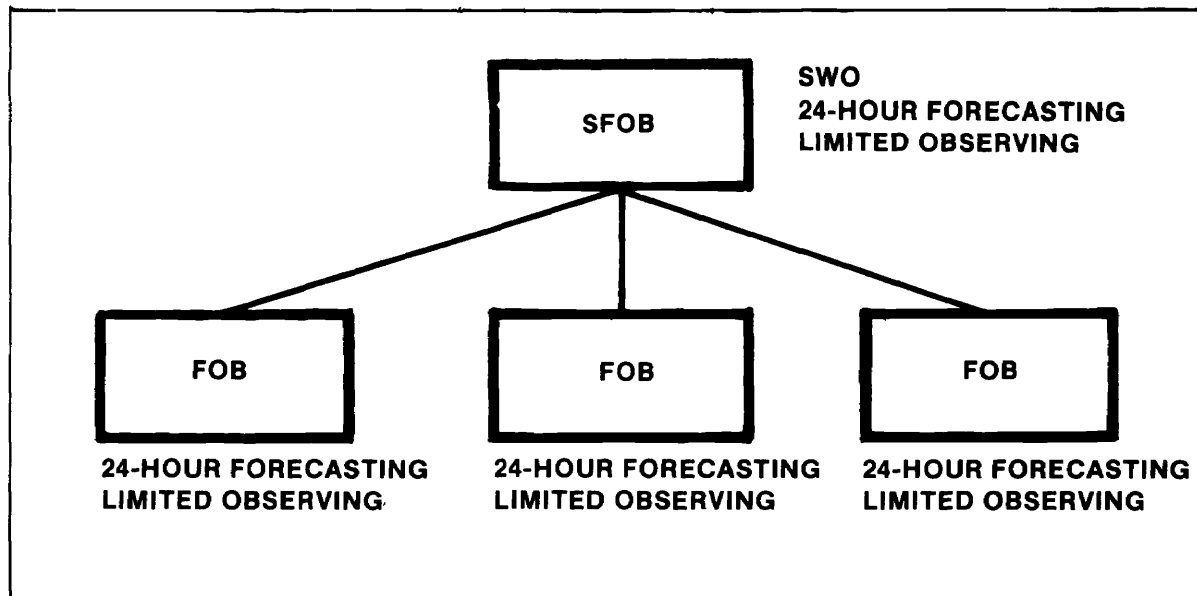 SFOB
SWO
24-HOUR FORECASTING
LIMITED OBSERVING
FOB
24-HOUR FORECASTING
LIMITED OBSERVING
FOB
24-HOUR FORECASTING
LIMITED OBSERVING
FOB
24-HOUR FORECASTING
LIMITED OBSERVING